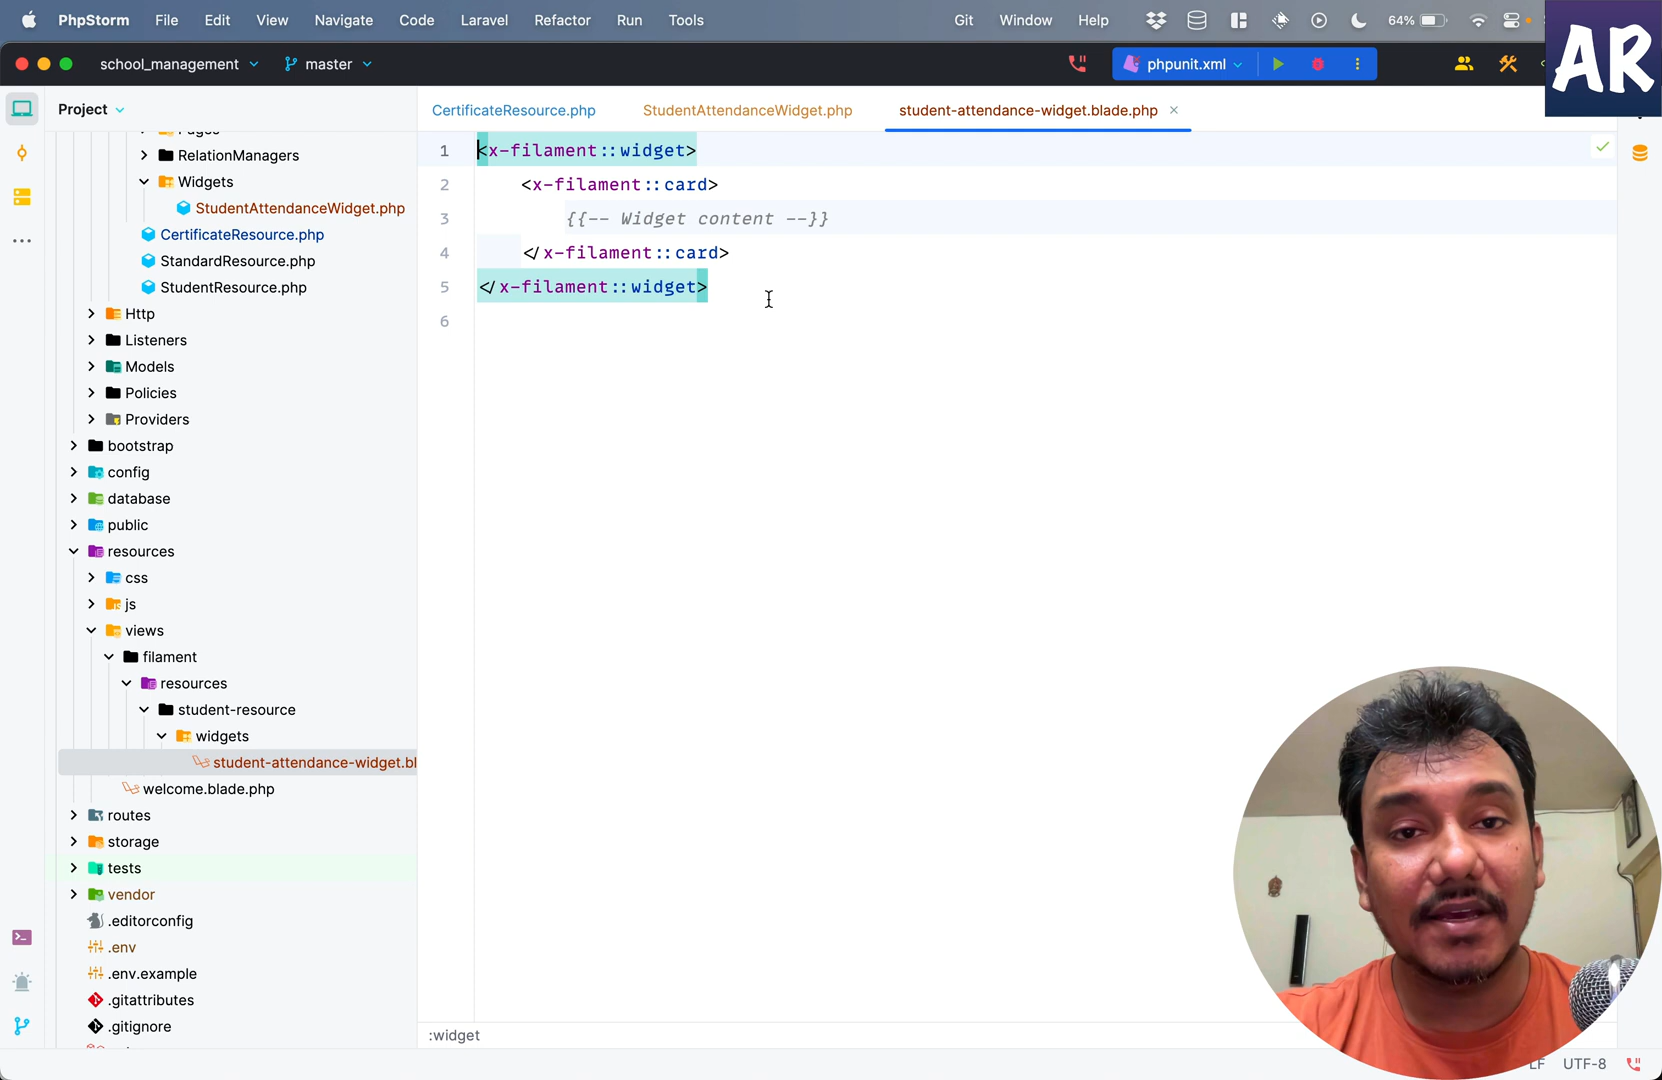 PhpStorm File Edit View Navigate Code Laravel Refactor Run Tools Git Window Help 64%
AR
school_management master phpunit.xml
Project
CertificateResource.php StudentAttendanceWidget.php student-attendance-widget.blade.php
Pages
RelationManagers
Widgets
StudentAttendanceWidget.php
CertificateResource.php
StandardResource.php
StudentResource.php
Http
Listeners
Models
Policies
Providers
bootstrap
config
database
public
resources
css
js
views
filament
resources
student-resource
widgets
student-attendance-widget.bl
welcome.blade.php
routes
storage
tests
vendor
.editorconfig
.env
.env.example
.gitattributes
.gitignore
1 <x-filament::widget>
2 <x-filament::card>
3 {{-- Widget content --}}
4 </x-filament::card>
5 </x-filament::widget>
6
:widget
LF UTF-8